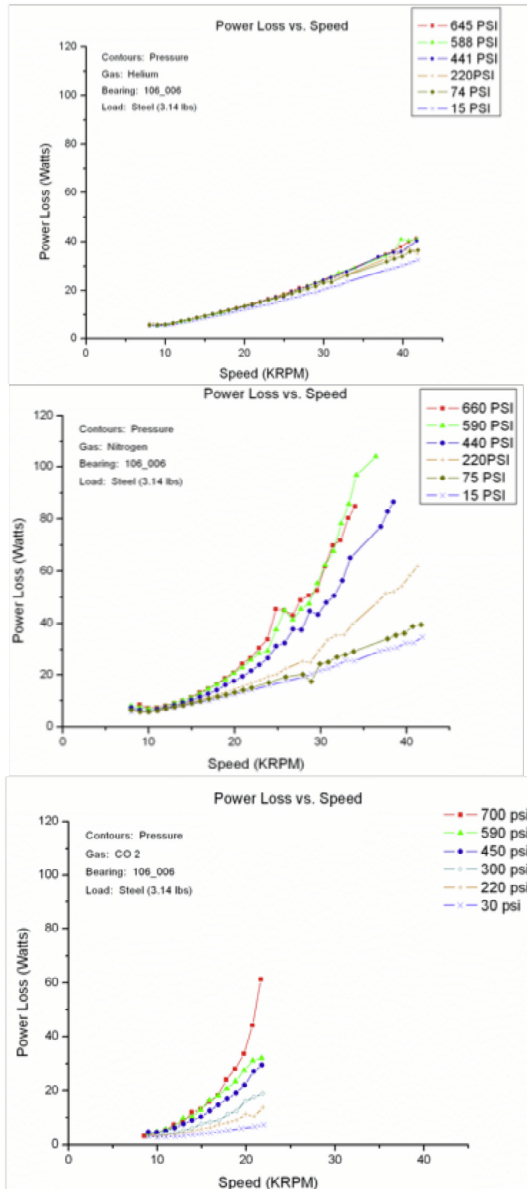 Power Loss vs. Speed
Contours: Pressure
Gas: Helium
Bearing: 106_006
Load: Steel (3.14 lbs)
645 PSI
588 PSI
441 PSI
220PSI
74 PSI
15 PSI
120
100
80
60
40
20
0
Power Loss (Watts)
0 10 20 30 40
Speed (KRPM)
Power Loss vs. Speed
Contours: Pressure
Gas: Nitrogen
Bearing: 106_006
Load: Steel (3.14 lbs)
660 PSI
590 PSI
440 PSI
220PSI
75 PSI
15 PSI
120
100
80
60
40
20
0
Power Loss (Watts)
0 10 20 30 40
Speed (KRPM)
Power Loss vs. Speed
Contours: Pressure
Gas: CO 2
Bearing: 106_006
Load: Steel (3.14 lbs)
700 psi
590 psi
450 psi
300 psi
220 psi
30 psi
120
100
80
60
40
20
0
Power Loss (Watts)
0 10 20 30 40
Speed (KRPM)